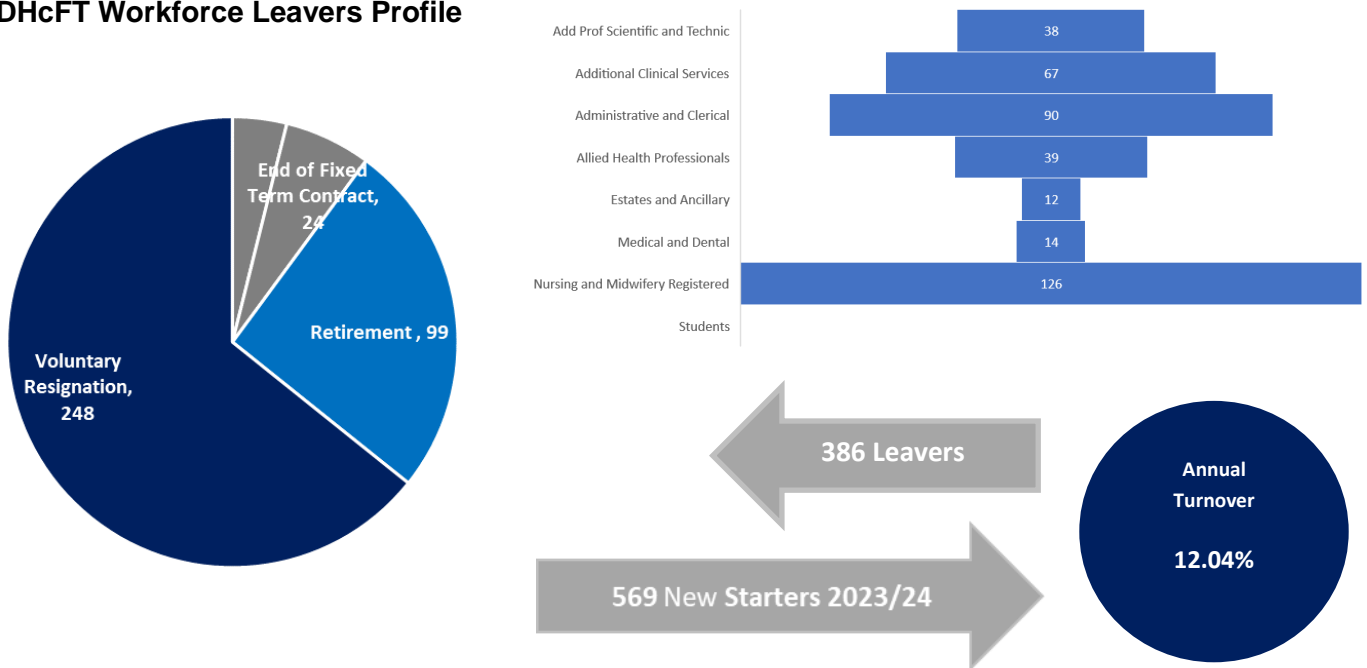 DHcFT Workforce Leavers Profile
End of Fixed
Term Contract,
24
Retirement , 99
Voluntary
Resignation,
248
Add Prof Scientific and Technic
38
Additional Clinical Services
67
Administrative and Clerical
90
Allied Health Professionals
39
Estates and Ancillary
12
Medical and Dental
14
Nursing and Midwifery Registered
126
Students
386 Leavers
569 New Starters 2023/24
Annual
Turnover
12.04%